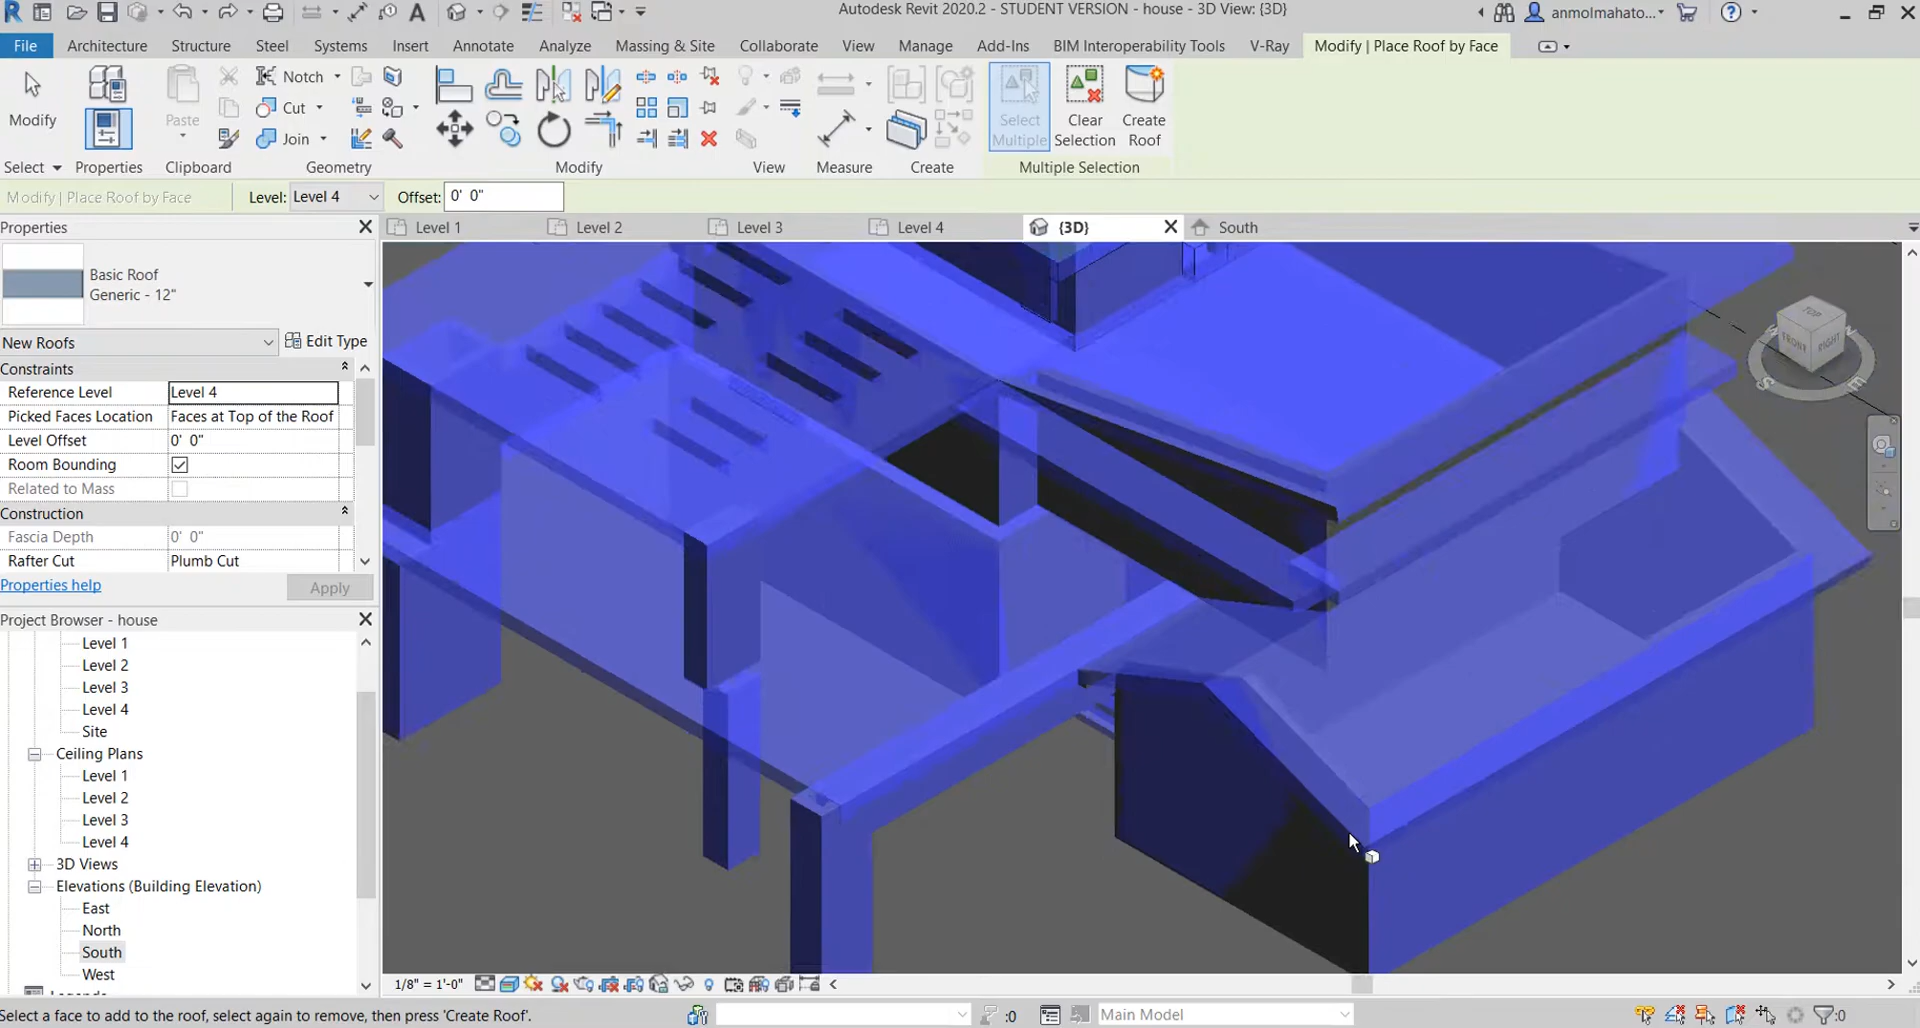 Autodesk Revit 2020.2 - STUDENT VERSION - house - 3D View: {3D}
anmolmahato...
File Architecture Structure Steel Systems Insert Annotate Analyze Massing & Site Collaborate View Manage Add-Ins BIM Interoperability Tools V-Ray Modify | Place Roof by Face
Modify
Paste
Notch
Cut
Join
Select Multiple
Clear Selection
Create Roof
Select Properties Clipboard Geometry Modify View Measure Create Multiple Selection
Modify | Place Roof by Face Level: Level 4 Offset: 0' 0"
Properties
Level 1 Level 2 Level 3 Level 4 {3D} South
Basic Roof
Generic - 12"
New Roofs Edit Type
Constraints
Reference Level Level 4
Picked Faces Location Faces at Top of the Roof
Level Offset 0' 0"
Room Bounding
Related to Mass
Construction
Fascia Depth 0' 0"
Rafter Cut Plumb Cut
Properties help Apply
Project Browser - house
Level 1
Level 2
Level 3
Level 4
Site
Ceiling Plans
Level 1
Level 2
Level 3
Level 4
3D Views
Elevations (Building Elevation)
East
North
South
West
TOP
FRONT RIGHT
S E
1/8" = 1'-0"
Select a face to add to the roof, select again to remove, then press 'Create Roof'.
:0
Main Model
:0